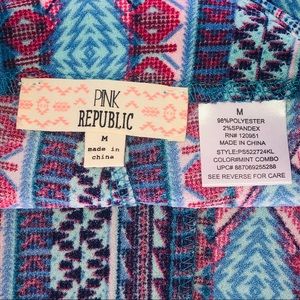 PINK
REPUBLIC
M
made in
china
M
96%POLYESTER
2%SPANDEX
RN# 120951
MADE IN CHINA
STYLE:PS522724KL
COLOR#MINT COMBO
UPC# 887069255288
SEE REVERSE FOR CARE